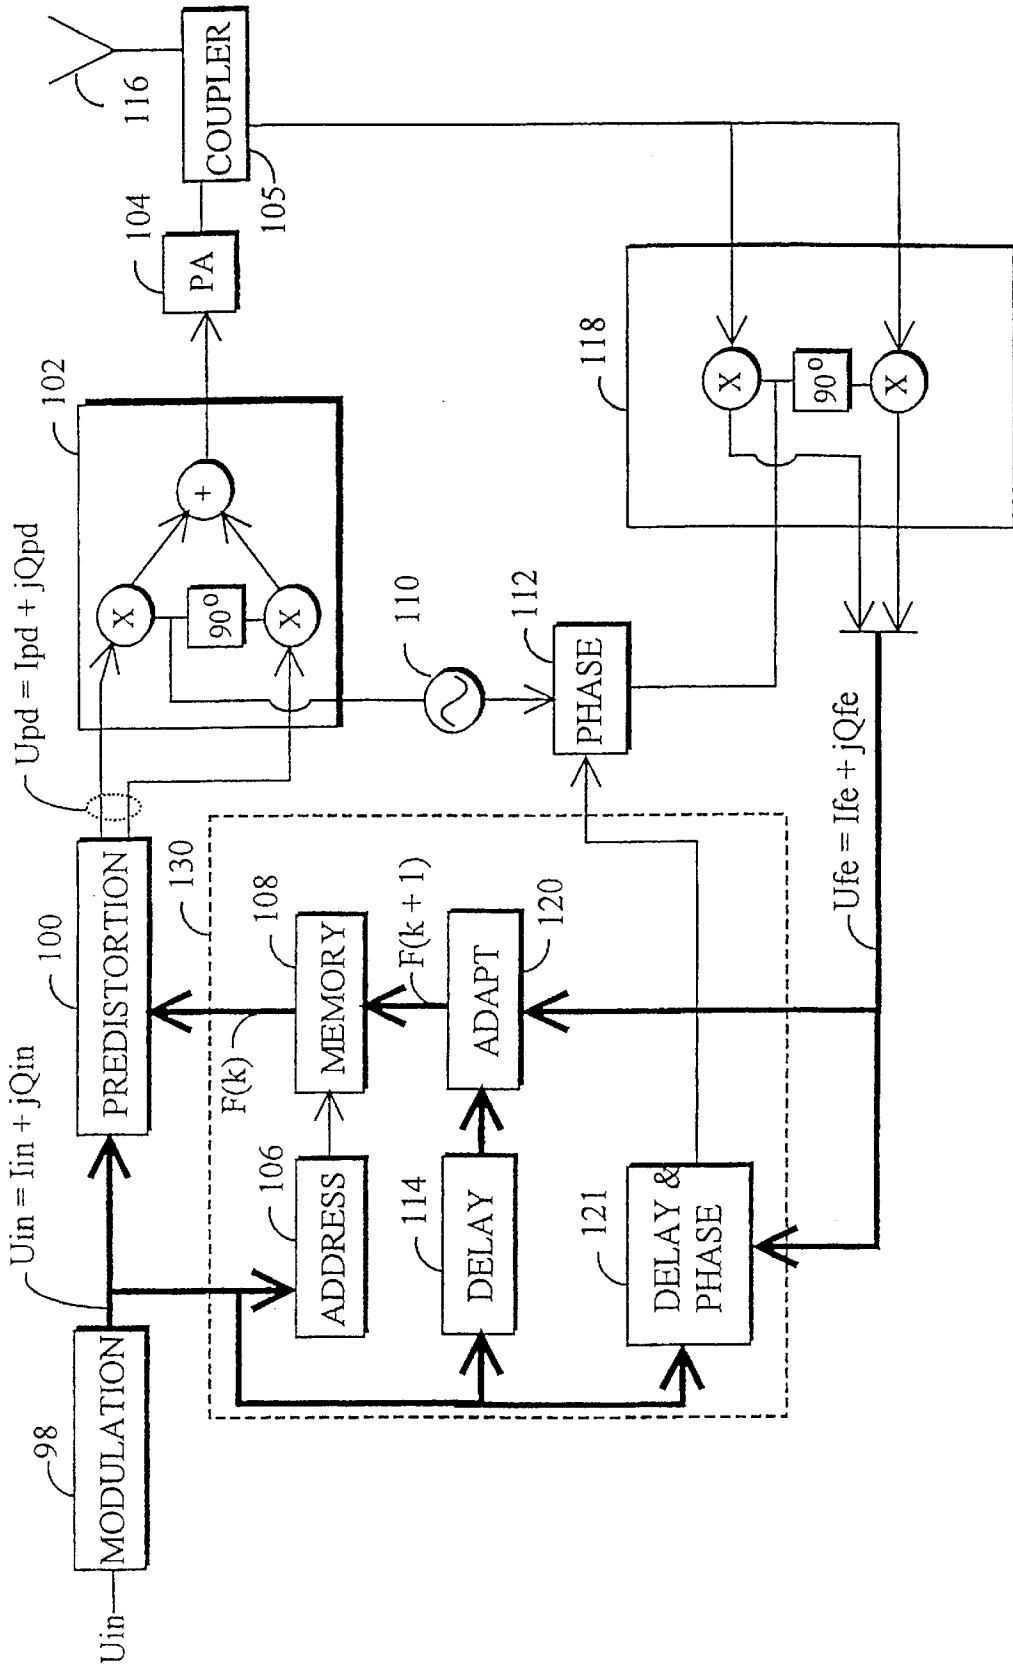 Uin
MODULATION
98
Uin = Iin + jQin
PREDISTORTION
100
Upd = Ipd + jQpd
102
X
90°
X
+
PA
104
COUPLER
105
116
130
F(k)
ADDRESS
106
MEMORY
108
F(k + 1)
DELAY
114
ADAPT
120
DELAY &
PHASE
121
110
PHASE
112
118
X
90°
X
Ufe = Ife + jQfe